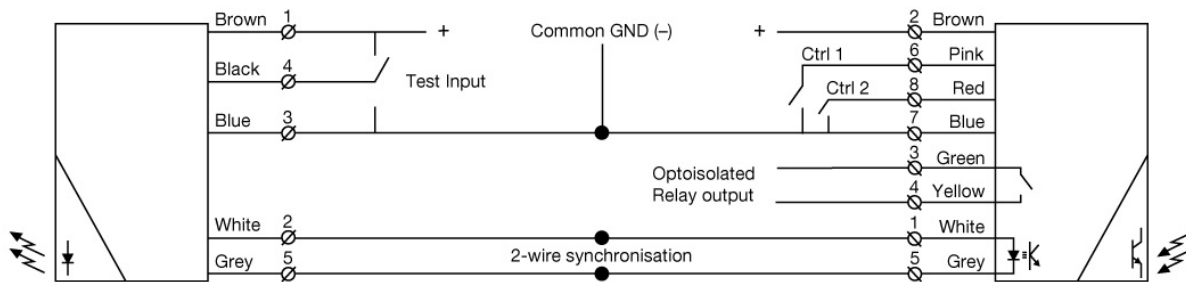 Brown 1 + Common GND (–) + 2 Brown
Ctrl 1 6 Pink
Black 4 Test Input
Ctrl 2 8 Red
Blue 3 7 Blue
3 Green
Optoisolated
Relay output 4 Yellow
White 2 1 White
2-wire synchronisation
Grey 5 5 Grey